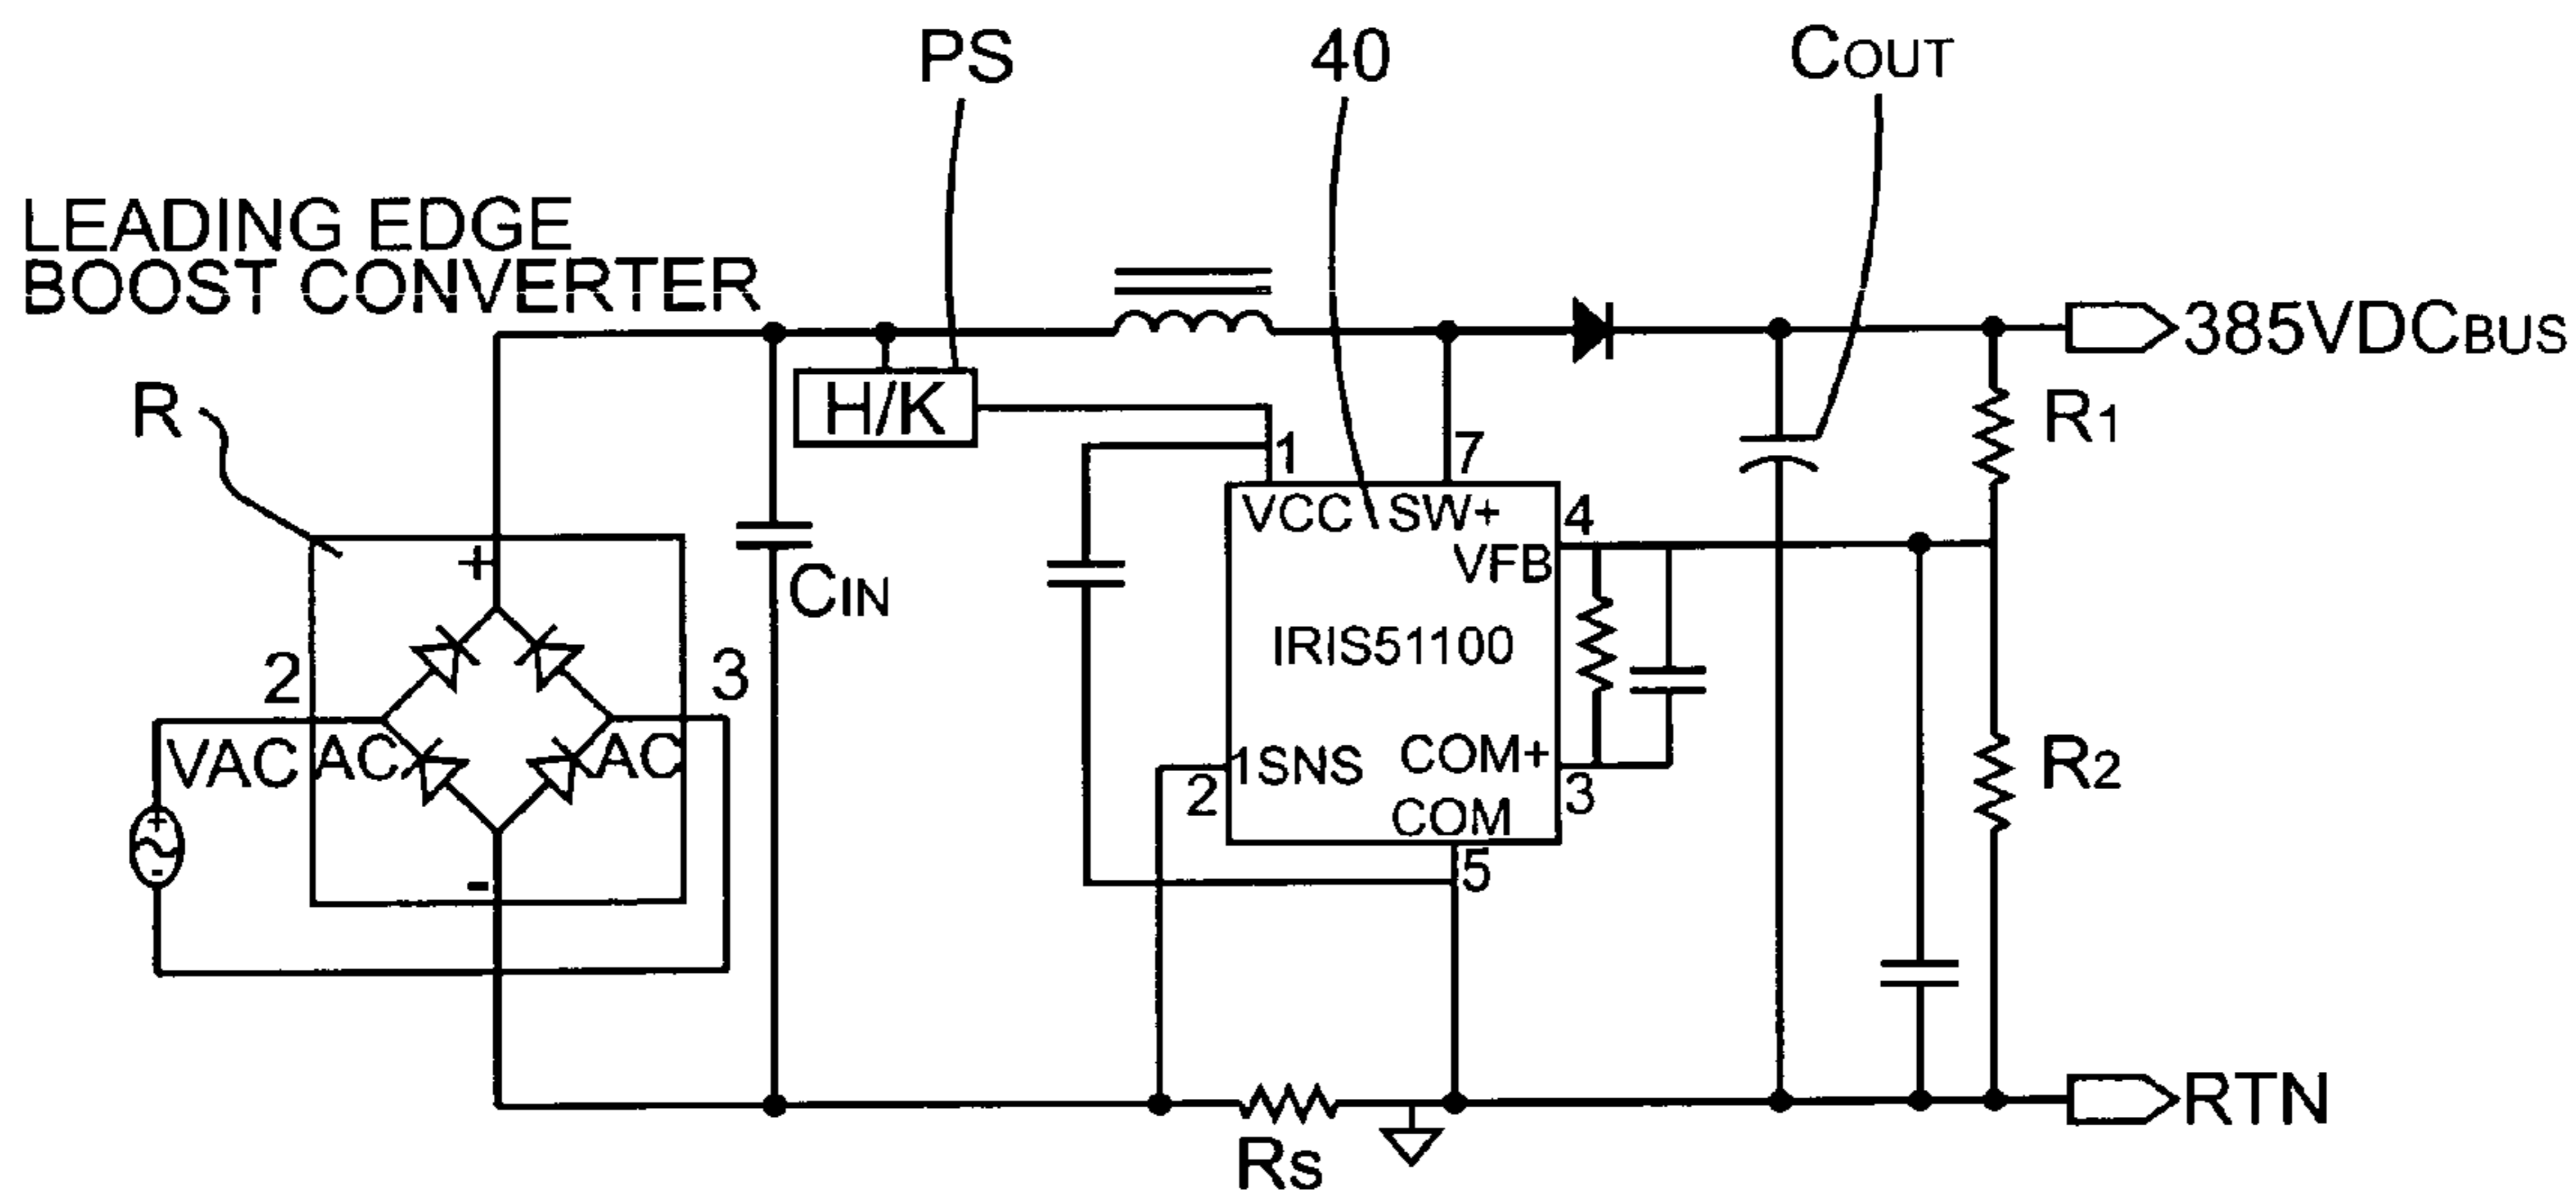 PS
40
COUT
LEADING EDGE
BOOST CONVERTER
385VDCBUS
R
H/K
R1
1
7
VCC
SW+
4
VFB
+
CIN
IRIS51100
2
3
VAC
AC
AC
1SNS
COM+
R2
2
3
COM
+
-
-
5
RTN
RS